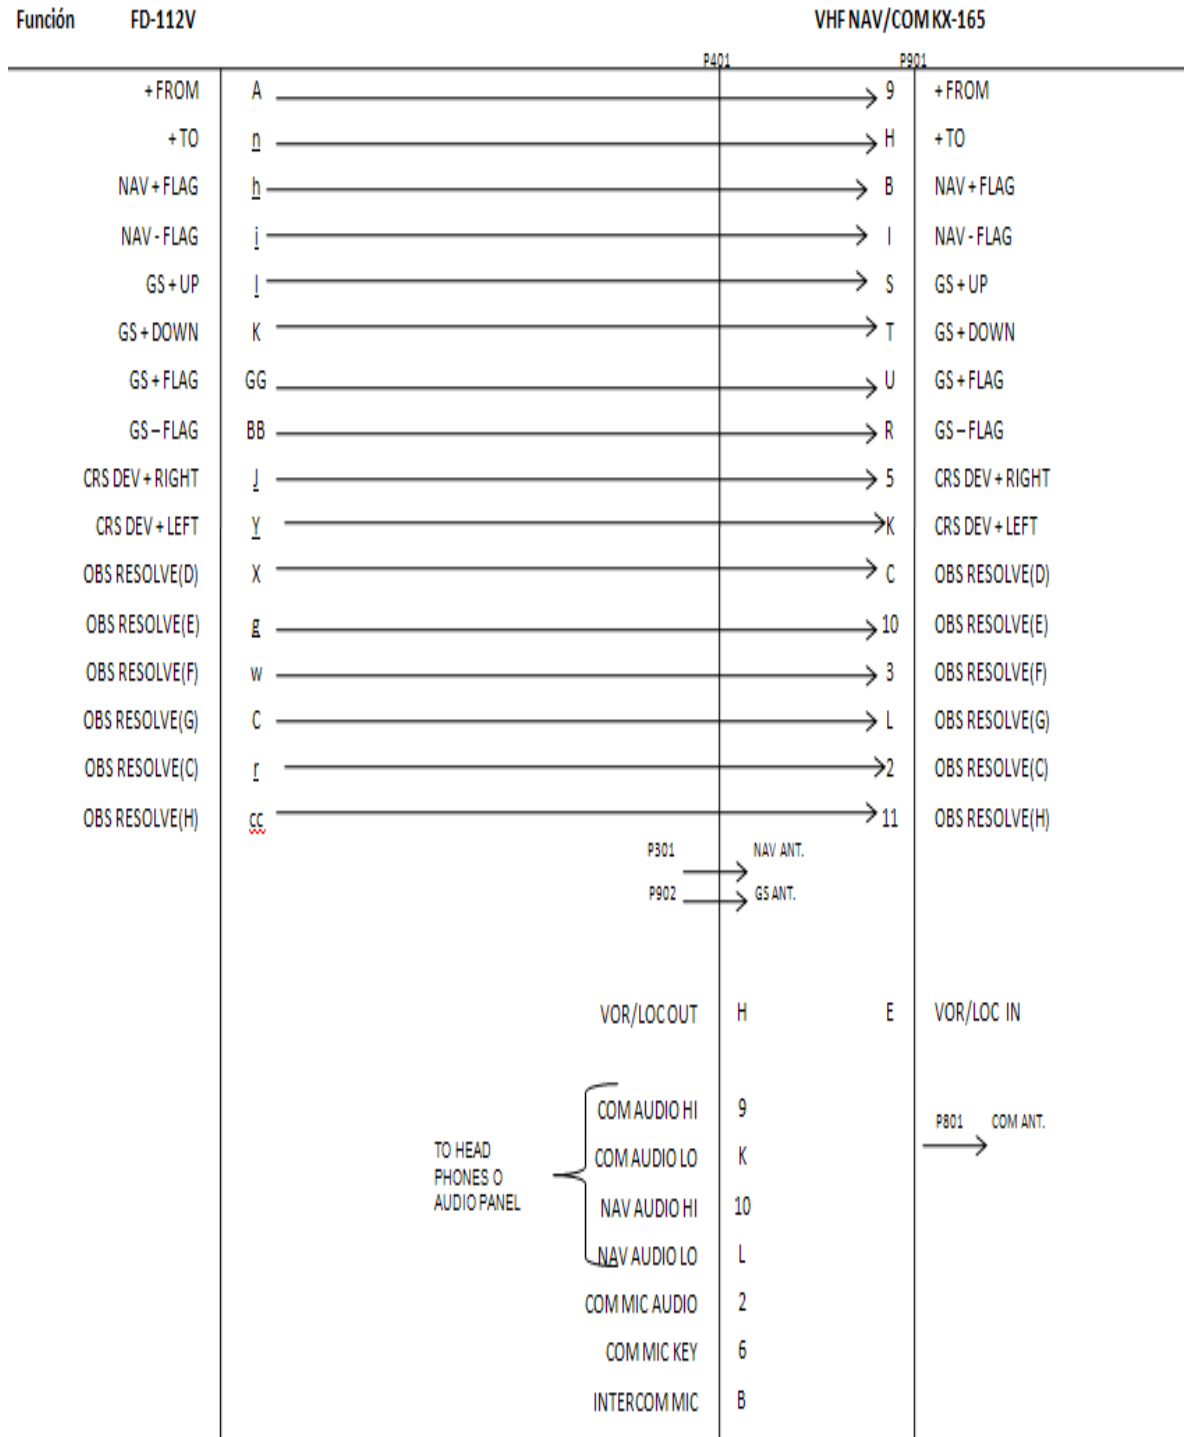 Función FD-112V VHF NAV/COM KX-165
P401 P901
+ FROM A 9 + FROM
+ TO n H + TO
NAV + FLAG h B NAV + FLAG
NAV - FLAG i I NAV - FLAG
GS + UP l S GS + UP
GS + DOWN K T GS + DOWN
GS + FLAG GG U GS + FLAG
GS – FLAG BB R GS – FLAG
CRS DEV + RIGHT J 5 CRS DEV + RIGHT
CRS DEV + LEFT Y K CRS DEV + LEFT
OBS RESOLVE(D) X C OBS RESOLVE(D)
OBS RESOLVE(E) g 10 OBS RESOLVE(E)
OBS RESOLVE(F) w 3 OBS RESOLVE(F)
OBS RESOLVE(G) C L OBS RESOLVE(G)
OBS RESOLVE(C) r 2 OBS RESOLVE(C)
OBS RESOLVE(H) cc 11 OBS RESOLVE(H)
P301 NAV ANT.
P902 GS ANT.
VOR/LOC OUT H E VOR/LOC IN
COM AUDIO HI 9
P801 COM ANT.
TO HEAD
PHONES O
AUDIO PANEL
COM AUDIO LO K
NAV AUDIO HI 10
NAV AUDIO LO L
COM MIC AUDIO 2
COM MIC KEY 6
INTERCOM MIC B